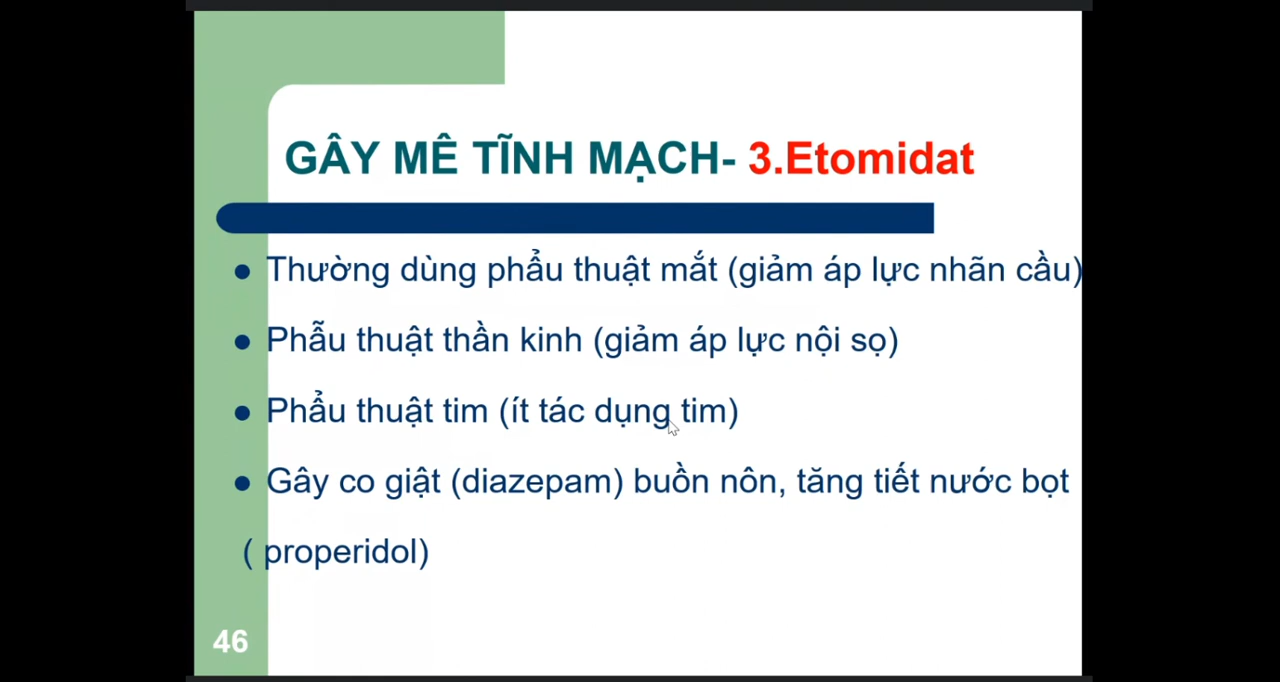 GÂY MÊ TĨNH MẠCH- 3.Etomidat
Thường dùng phẩu thuật mắt (giảm áp lực nhãn cầu)
Phẫu thuật thần kinh (giảm áp lực nội sọ)
Phẩu thuật tim (ít tác dụng tim)
Gây co giật (diazepam) buồn nôn, tăng tiết nước bọt
( properidol)
46